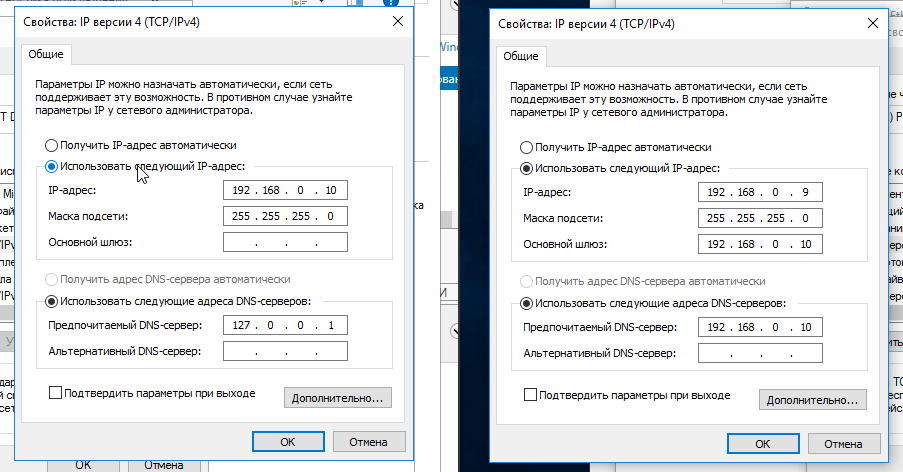 Свойства: IP версии 4 (TCP/IPv4)
Общие
Параметры IP можно назначать автоматически, если сеть
поддерживает эту возможность. В противном случае узнайте
параметры IP у сетевого администратора.
Получить IP-адрес автоматически
Использовать следующий IP-адрес:
IP-адрес: 192 . 168 . 0 . 10
Маска подсети: 255 . 255 . 255 . 0
Основной шлюз: . . .
Получить адрес DNS-сервера автоматически
Использовать следующие адреса DNS-серверов:
Предпочитаемый DNS-сервер: 127 . 0 . 0 . 1
Альтернативный DNS-сервер: . . .
Подтвердить параметры при выходе
Дополнительно...
ОК Отмена
ОК Отмена
Свойства: IP версии 4 (TCP/IPv4)
Общие
Параметры IP можно назначать автоматически, если сеть
поддерживает эту возможность. В противном случае узнайте
параметры IP у сетевого администратора.
Получить IP-адрес автоматически
Использовать следующий IP-адрес:
IP-адрес: 192 . 168 . 0 . 9
Маска подсети: 255 . 255 . 255 . 0
Основной шлюз: 192 . 168 . 0 . 10
Получить адрес DNS-сервера автоматически
Использовать следующие адреса DNS-серверов:
Предпочитаемый DNS-сервер: 192 . 168 . 0 . 10
Альтернативный DNS-сервер: . . .
Подтвердить параметры при выходе
Дополнительно...
ОК Отмена